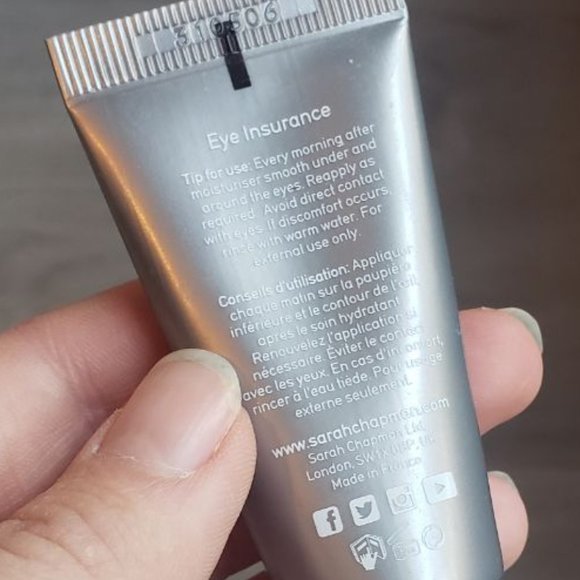 310506
Eye Insurance
Tip for use: Every morning after
moisturiser smooth under and
around the eyes. Reapply as
required. Avoid direct contact
with eyes. If discomfort occurs,
rinse with warm water. For
external use only.
Conseils d'utilisation: Appliquer
chaque matin sur la paupière
inférieure et le contour de l'œil,
après le soin hydratant.
Renouvelez l'application si
nécessaire. Éviter le contact
avec les yeux. En cas d'inconfort,
rincer à l'eau tiède. Pour usage
externe seulement.
www.sarahchapman.com
Sarah Chapman Ltd,
London, UK
Made in France